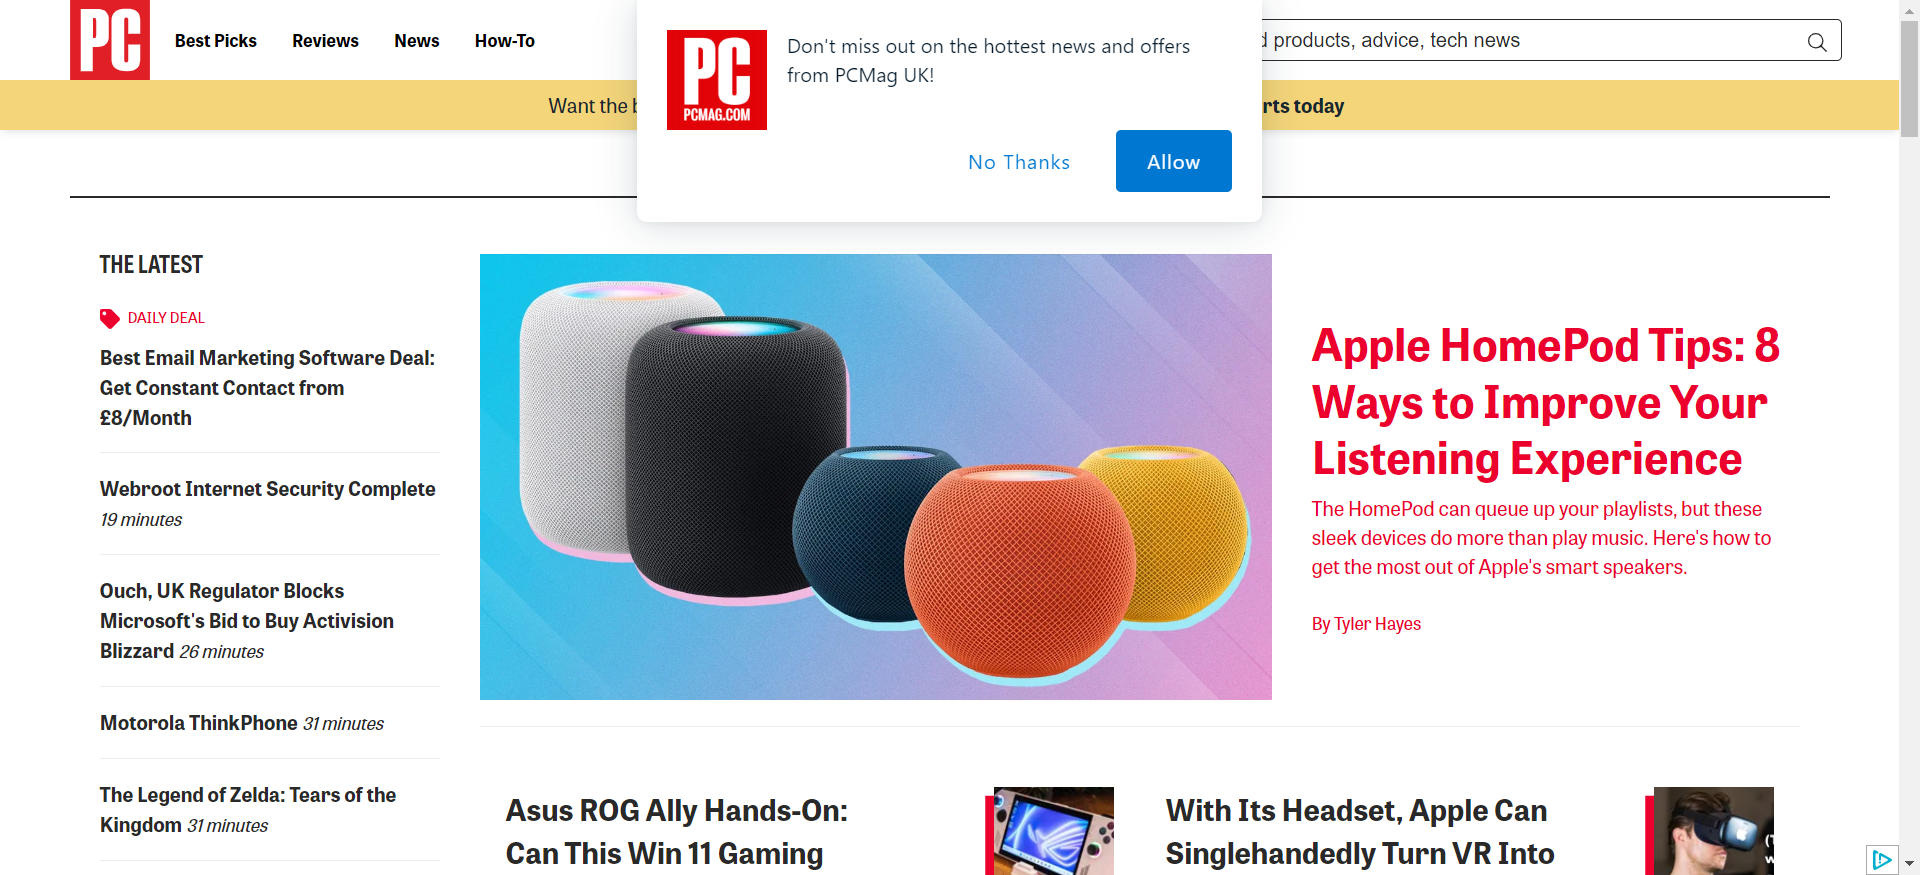 PC
Best Picks
Reviews
News
How-To
d products, advice, tech news
PC
PCMAG.COM
Don't miss out on the hottest news and offers
from PCMag UK!
No Thanks
Allow
Want the
rts today
THE LATEST
DAILY DEAL
Best Email Marketing Software Deal:
Get Constant Contact from
£8/Month
Webroot Internet Security Complete
19 minutes
Ouch, UK Regulator Blocks
Microsoft's Bid to Buy Activision
Blizzard 26 minutes
Motorola ThinkPhone 31 minutes
The Legend of Zelda: Tears of the
Kingdom 31 minutes
Apple HomePod Tips: 8
Ways to Improve Your
Listening Experience
The HomePod can queue up your playlists, but these
sleek devices do more than play music. Here's how to
get the most out of Apple's smart speakers.
By Tyler Hayes
Asus ROG Ally Hands-On:
Can This Win 11 Gaming
With Its Headset, Apple Can
Singlehandedly Turn VR Into